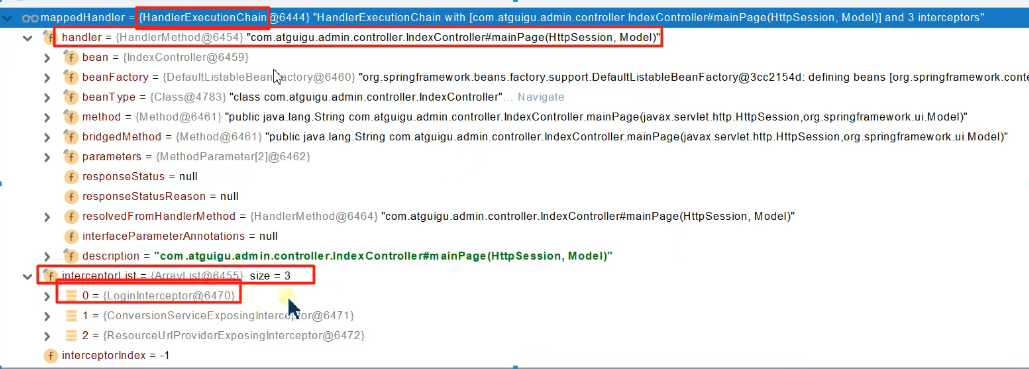 mappedHandler = {HandlerExecutionChain@6444} "HandlerExecutionChain with [com.atguigu.admin.controller.IndexController#mainPage(HttpSession, Model)] and 3 interceptors"
handler = {HandlerMethod@6454} "com.atguigu.admin.controller.IndexController#mainPage(HttpSession, Model)"
bean = {IndexController@6459}
beanFactory = {DefaultListableBeanFactory@6460} "org.springframework.beans.factory.support.DefaultListableBeanFactory@3cc2154d: defining beans [org.springframework.conte
beanType = {Class@4783} "class com.atguigu.admin.controller.IndexController"... Navigate
method = {Method@6461} "public java.lang.String com.atguigu.admin.controller.IndexController.mainPage(javax.servlet.http.HttpSession,org.springframework.ui.Model)"
bridgedMethod = {Method@6461} "public java.lang.String com.atguigu.admin.controller.IndexController.mainPage(javax.servlet.http.HttpSession,org.springframework.ui.Model)"
parameters = {MethodParameter[2]@6462}
responseStatus = null
responseStatusReason = null
resolvedFromHandlerMethod = {HandlerMethod@6464} "com.atguigu.admin.controller.IndexController#mainPage(HttpSession, Model)"
interfaceParameterAnnotations = null
description = "com.atguigu.admin.controller.IndexController#mainPage(HttpSession, Model)"
interceptorList = {ArrayList@6455} size = 3
0 = {LoginInterceptor@6470}
1 = {ConversionServiceExposingInterceptor@6471}
2 = {ResourceUrlProviderExposingInterceptor@6472}
interceptorIndex = -1